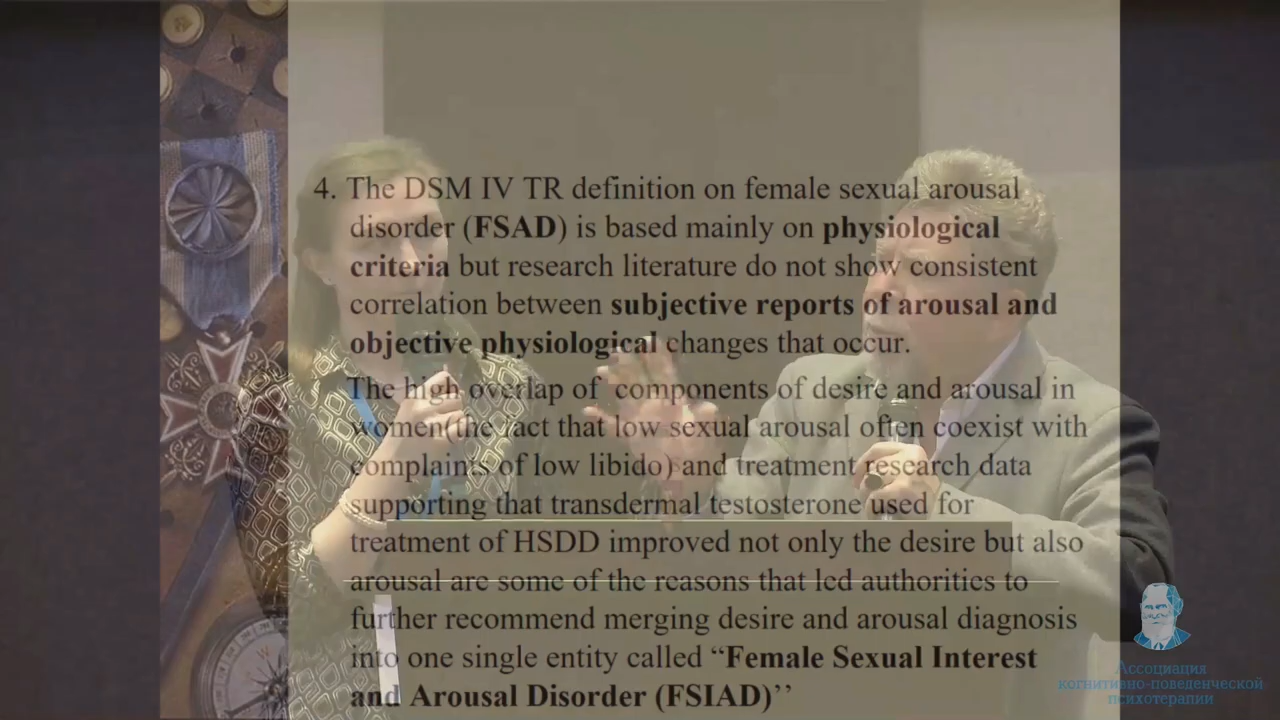 4. The DSM IV TR definition on female sexual arousal
disorder (FSAD) is based mainly on physiological
criteria but research literature do not show consistent
correlation between subjective reports of arousal and
objective physiological changes that occur.
The high overlap of components of desire and arousal in
women(the fact that low sexual arousal often coexist with
complaints of low libido) and treatment research data
supporting that transdermal testosterone used for
treatment of HSDD improved not only the desire but also
arousal are some of the reasons that led authorities to
further recommend merging desire and arousal diagnosis
into one single entity called “Female Sexual Interest
and Arousal Disorder (FSIAD)’’
Ассоциация
когнитивно-поведенческой
психотерапии